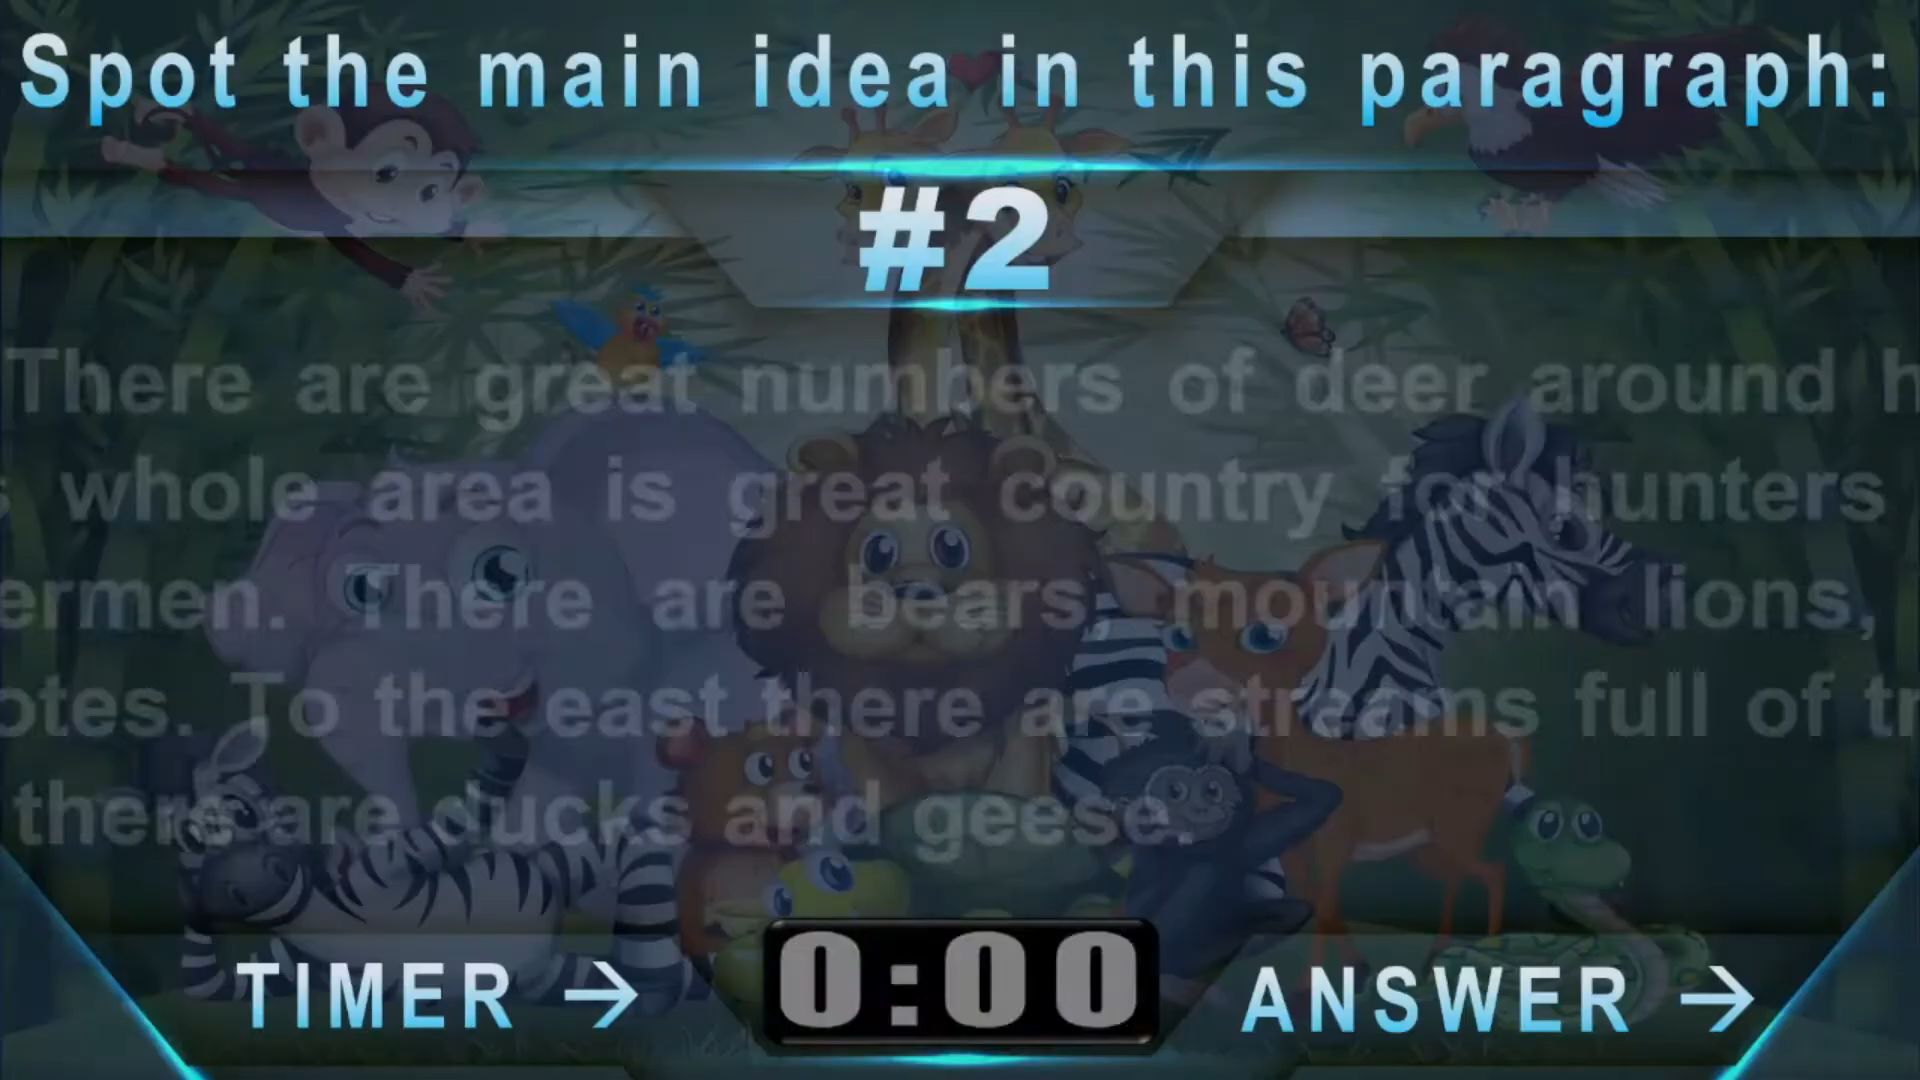 Spot the main idea in this paragraph:
#2
There are great numbers of deer around
whole area is great country for hunters
There are bears, mountain lions,
To the east there are streams full of
there are ducks and geese.
TIMER → 0:00 ANSWER →